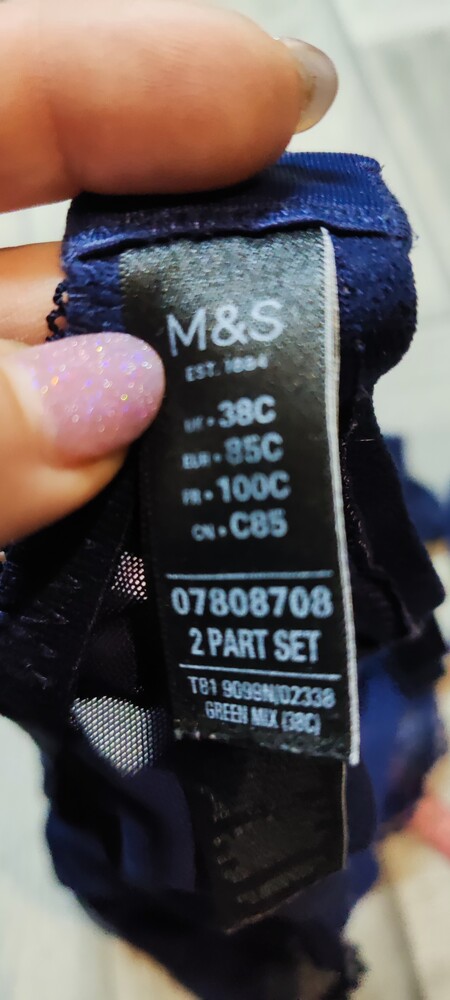 M&S
EST. 1884
UK • 38C
EUR • 85C
FR • 100C
CN • C85
07808708
2 PART SET
T81 9099N/02338
GREEN MIX (38C)